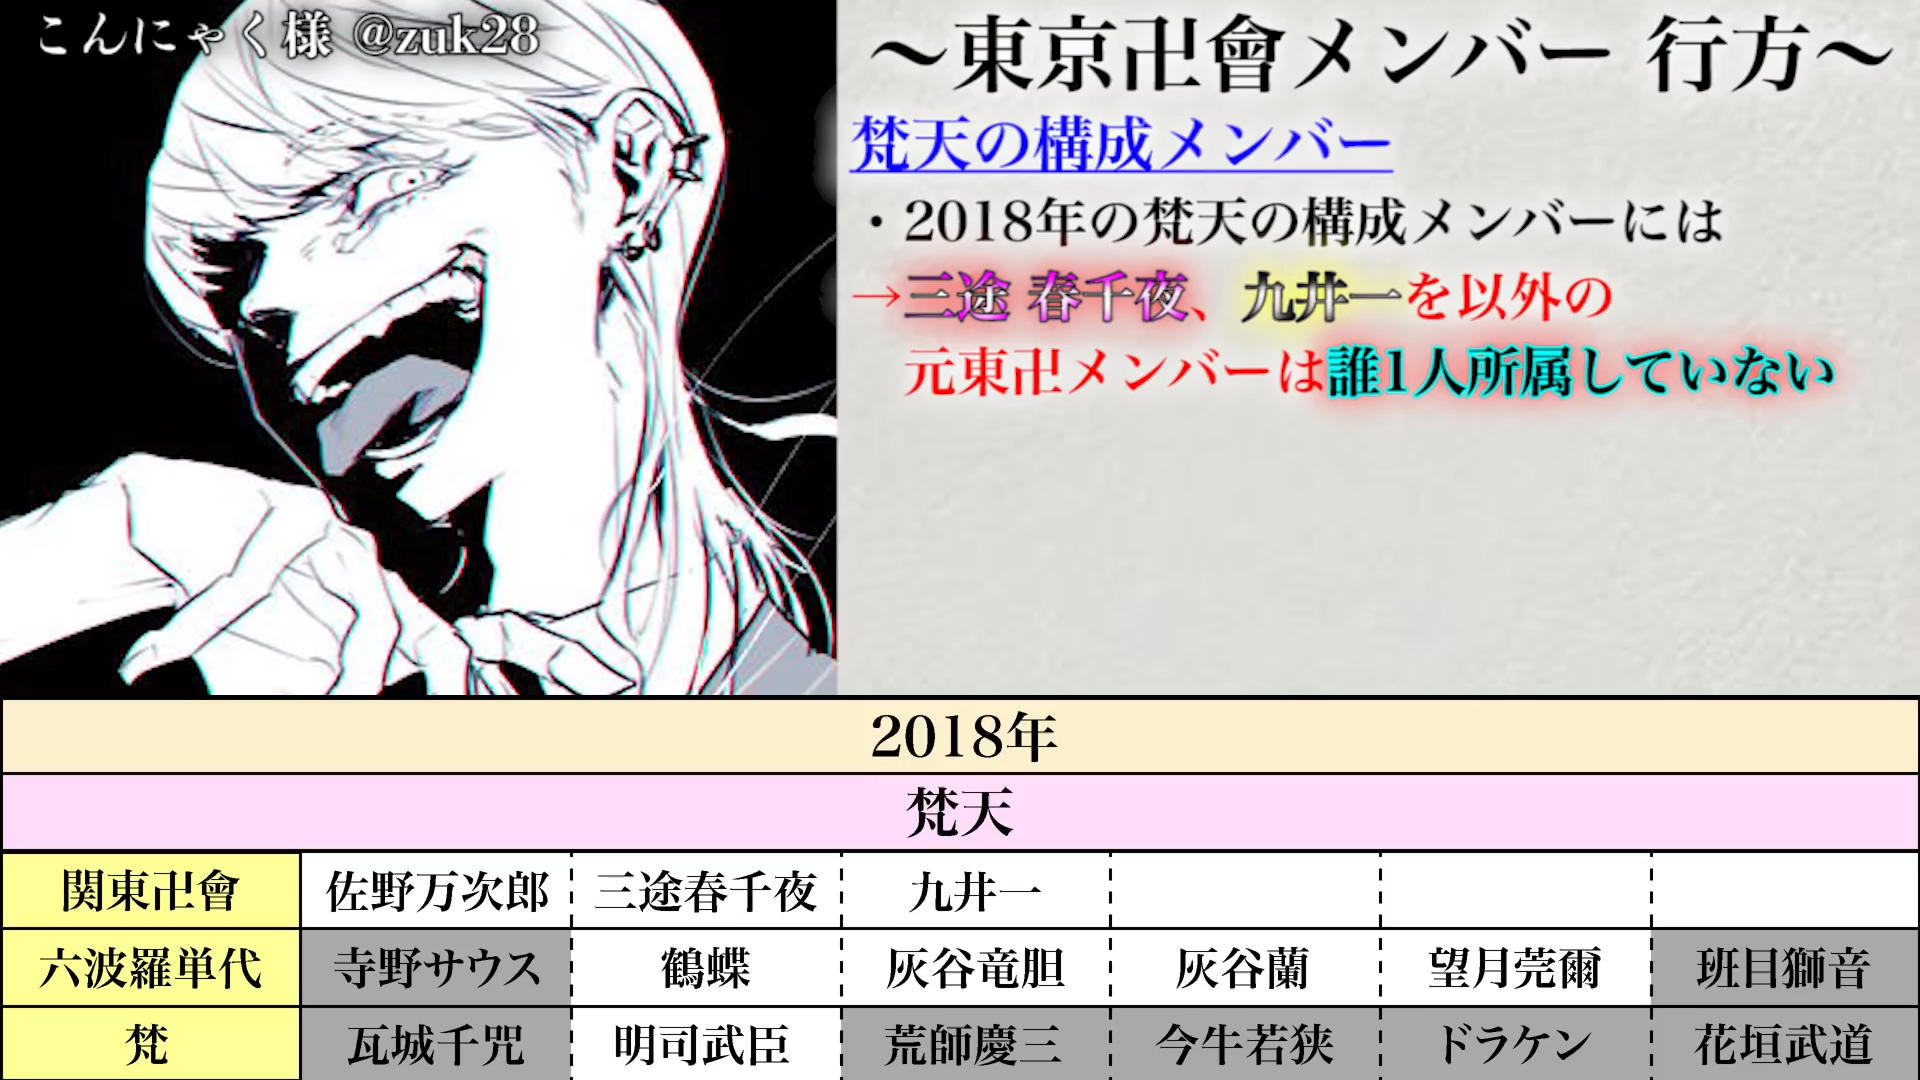 こんにゃく様 @zuk28
～東京卍會メンバー 行方～
梵天の構成メンバー
・2018年の梵天の構成メンバーには
→三途 春千夜、九井一を以外の
元東卍メンバーは誰1人所属していない
2018年
梵天
関東卍會 佐野万次郎 三途春千夜 九井一
六波羅単代 寺野サウス 鶴蝶 灰谷竜胆 灰谷蘭 望月莞爾 班目獅音
梵 瓦城千咒 明司武臣 荒師慶三 今牛若狭 ドラケン 花垣武道